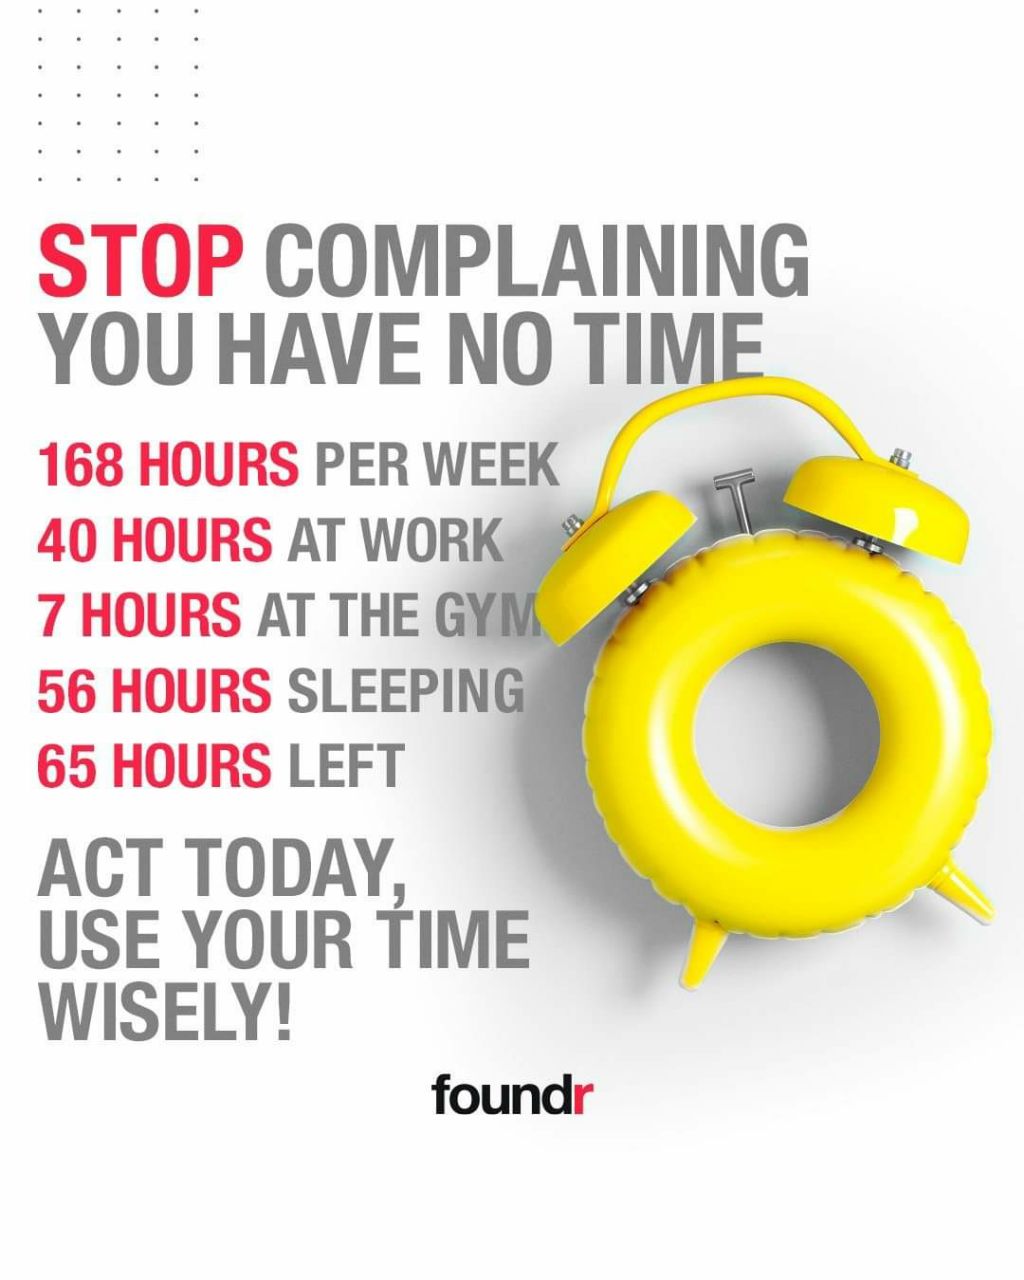 STOP COMPLAINING
YOU HAVE NO TIME
168 HOURS PER WEEK
40 HOURS AT WORK
7 HOURS AT THE GYM
56 HOURS SLEEPING
65 HOURS LEFT
ACT TODAY,
USE YOUR TIME
WISELY!
foundr